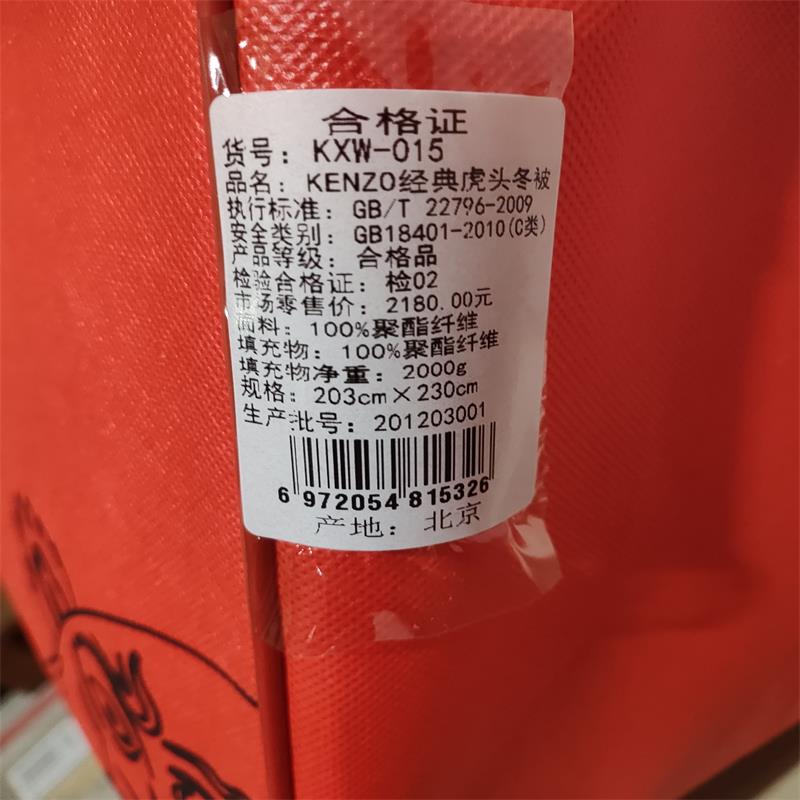 合格证
货号：KXW-015
品名：KENZO经典虎头冬被
执行标准：GB/T 22796-2009
安全类别：GB18401-2010(C类)
产品等级：合格品
检验合格证：检02
市场零售价：2180.00元
面料：100%聚酯纤维
填充物：100%聚酯纤维
填充物净重：2000g
规格：203cm×230cm
生产批号：201203001
6 972054 815326
产地：北京